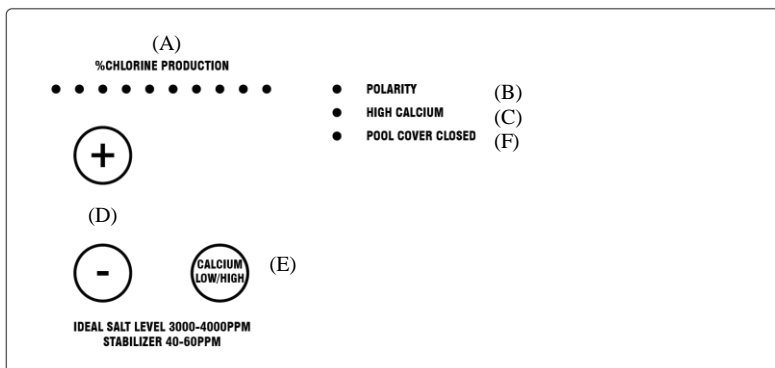 (A)
%CHLORINE PRODUCTION
POLARITY (B)
HIGH CALCIUM (C)
POOL COVER CLOSED (F)
+
(D)
-
CALCIUM
LOW/HIGH
(E)
IDEAL SALT LEVEL 3000-4000PPM
STABILIZER 40-60PPM